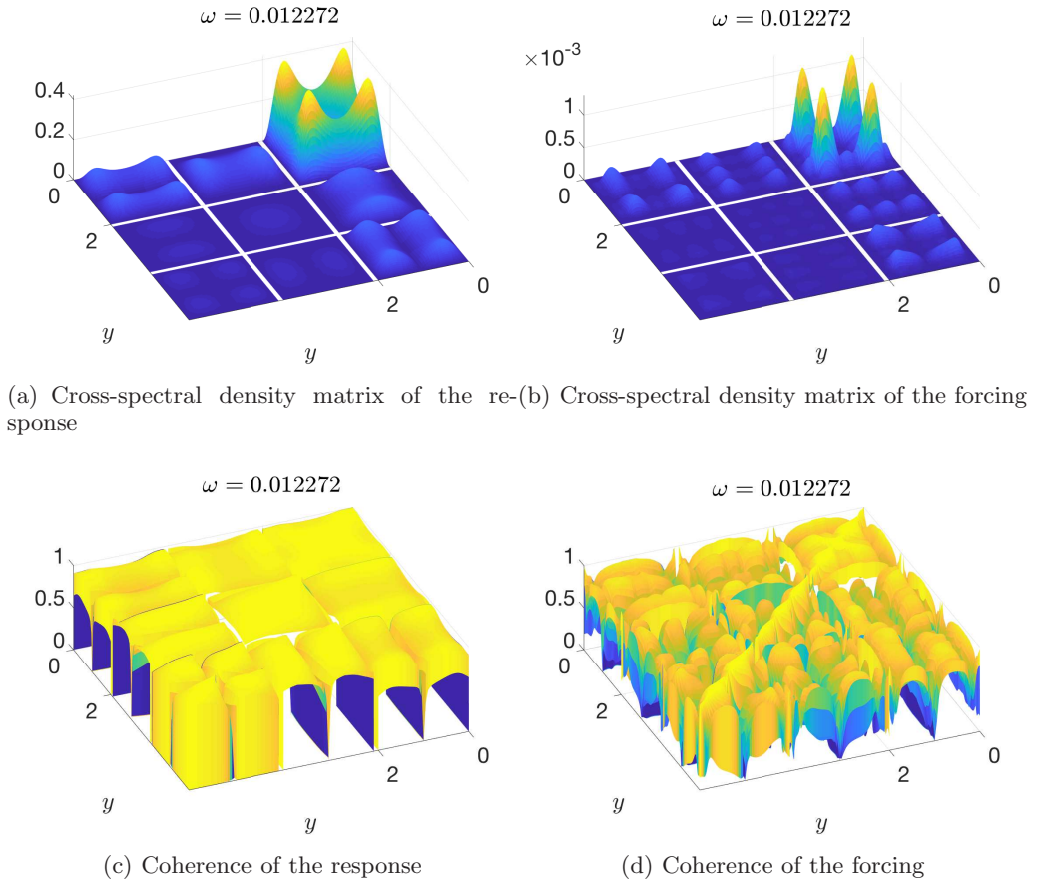 ω = 0.012272
ω = 0.012272
0.4
0.2
0
0
2
y
y
2
0
×10⁻³
1
0.5
0
0
2
y
y
2
0
(a) Cross-spectral density matrix of the re-
sponse
(b) Cross-spectral density matrix of the forcing
ω = 0.012272
ω = 0.012272
1
0.5
0
0
2
y
y
2
0
1
0.5
0
0
2
y
y
2
0
(c) Coherence of the response
(d) Coherence of the forcing